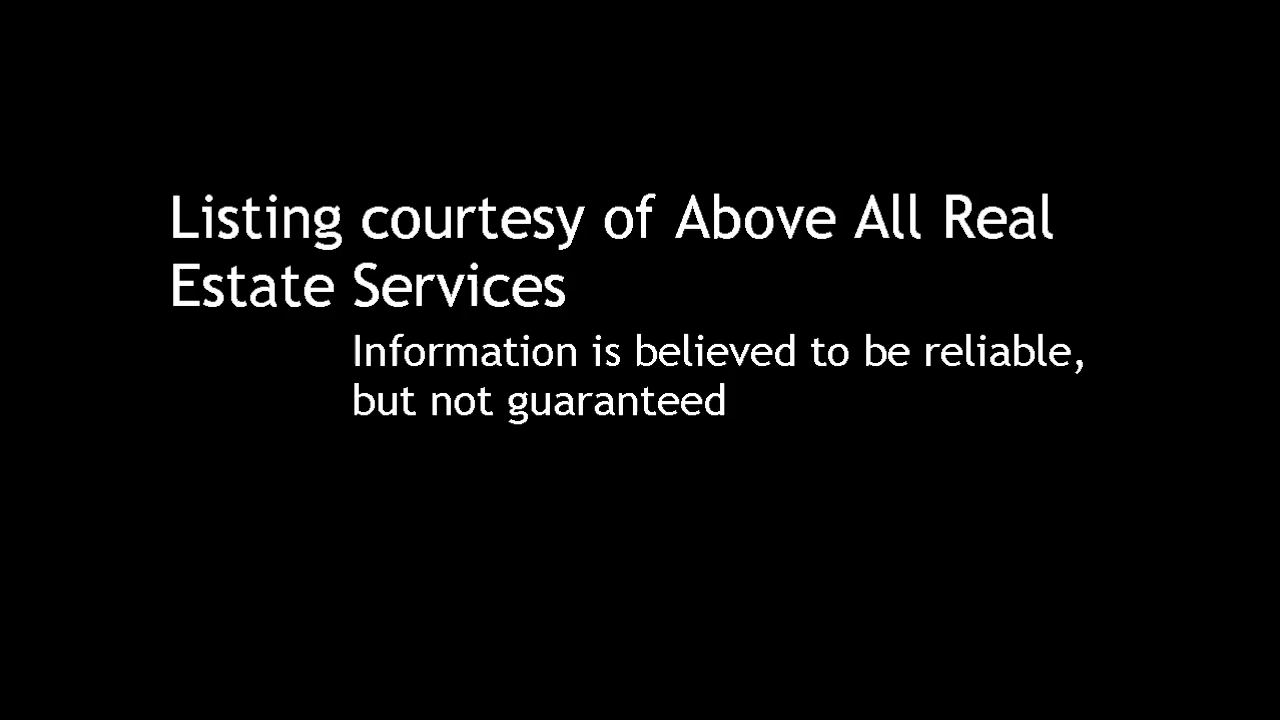 Listing courtesy of Above All Real
Estate Services
Information is believed to be reliable,
but not guaranteed